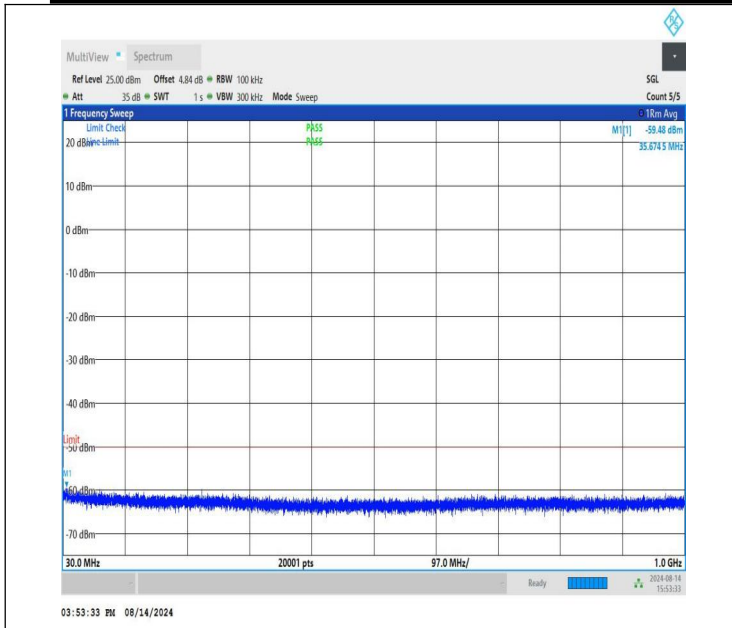 R&S
MultiView Spectrum
Ref Level 25.00 dBm Offset 4.84 dB RBW 100 kHz SGL
Att 35 dB SWT 1 s VBW 300 kHz Mode Sweep Count 5/5
1 Frequency Sweep 1Rm Avg
Limit Check PASS M1[1] -59.48 dBm
20 dBm Line Limit PASS 35.674 5 MHz
10 dBm
0 dBm
-10 dBm
-20 dBm
-30 dBm
-40 dBm
Limit
-50 dBm
M1
-60 dBm
-70 dBm
30.0 MHz 20001 pts 97.0 MHz/ 1.0 GHz
Ready 2024-08-14
15:53:33
03:53:33 PM 08/14/2024